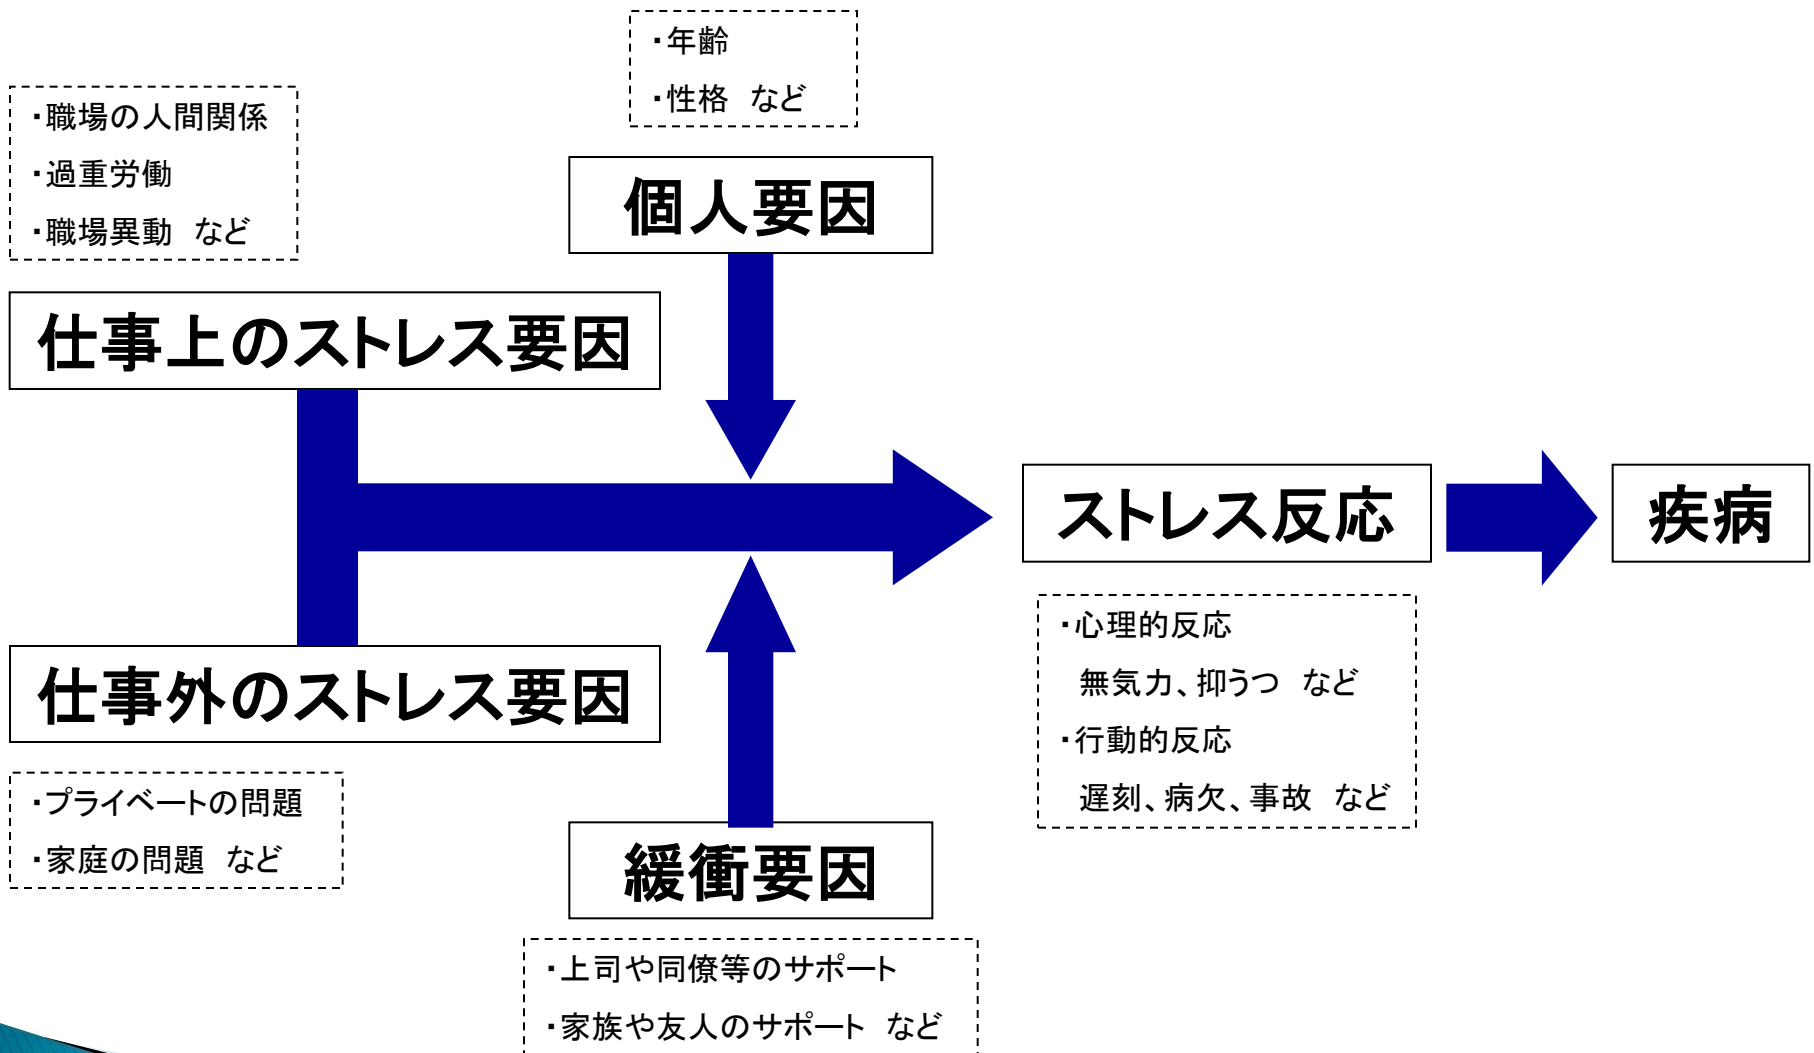 ・年齢
・性格　など
・職場の人間関係
・過重労働
・職場異動　など
個人要因
仕事上のストレス要因
ストレス反応
疾病
・心理的反応
無気力、抑うつ　など
・行動的反応
遅刻、病欠、事故　など
仕事外のストレス要因
・プライベートの問題
・家庭の問題　など
緩衝要因
・上司や同僚等のサポート
・家族や友人のサポート　など